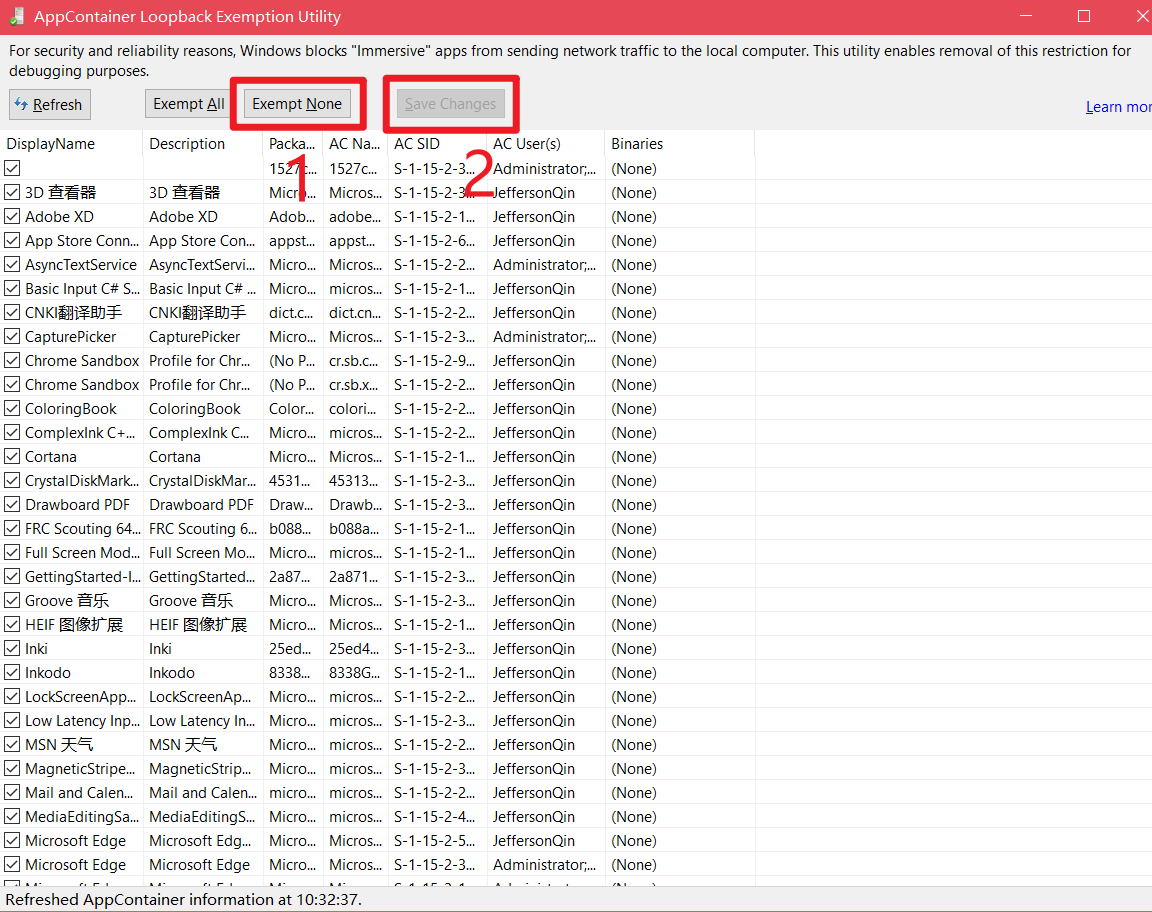 AppContainer Loopback Exemption Utility
For security and reliability reasons, Windows blocks "Immersive" apps from sending network traffic to the local computer. This utility enables removal of this restriction for
debugging purposes.
Refresh Exempt All Exempt None Save Changes Learn mor
DisplayName Description Packa... AC Na... AC SID AC User(s) Binaries
1 2
1527c... 1527c... S-1-15-2-3... Administrator;... (None)
3D 查看器 3D 查看器 Micro... Micros... S-1-15-2-3... JeffersonQin (None)
Adobe XD Adobe XD Adob... adobe... S-1-15-2-1... JeffersonQin (None)
App Store Conn... App Store Con... appst... appst... S-1-15-2-6... JeffersonQin (None)
AsyncTextService AsyncTextServi... Micro... Micros... S-1-15-2-2... Administrator;... (None)
Basic Input C# S... Basic Input C# ... Micro... micros... S-1-15-2-1... JeffersonQin (None)
CNKI翻译助手 CNKI翻译助手 dict.c... dict.cn... S-1-15-2-2... JeffersonQin (None)
CapturePicker CapturePicker Micro... Micros... S-1-15-2-3... Administrator;... (None)
Chrome Sandbox Profile for Chr... (No P... cr.sb.c... S-1-15-2-9... JeffersonQin (None)
Chrome Sandbox Profile for Chr... (No P... cr.sb.x... S-1-15-2-2... JeffersonQin (None)
ColoringBook ColoringBook Color... colori... S-1-15-2-2... JeffersonQin (None)
ComplexInk C+... ComplexInk C... Micro... micros... S-1-15-2-2... JeffersonQin (None)
Cortana Cortana Micro... Micros... S-1-15-2-1... JeffersonQin (None)
CrystalDiskMark... CrystalDiskMar... 4531... 45313... S-1-15-2-3... JeffersonQin (None)
Drawboard PDF Drawboard PDF Draw... Drawb... S-1-15-2-3... JeffersonQin (None)
FRC Scouting 64... FRC Scouting 6... b088... b088a... S-1-15-2-1... JeffersonQin (None)
Full Screen Mod... Full Screen Mo... Micro... micros... S-1-15-2-1... JeffersonQin (None)
GettingStarted-I... GettingStarted... 2a87... 2a871... S-1-15-2-3... JeffersonQin (None)
Groove 音乐 Groove 音乐 Micro... Micros... S-1-15-2-3... JeffersonQin (None)
HEIF 图像扩展 HEIF 图像扩展 Micro... Micros... S-1-15-2-1... JeffersonQin (None)
Inki Inki 25ed... 25ed4... S-1-15-2-3... JeffersonQin (None)
Inkodo Inkodo 8338... 8338G... S-1-15-2-1... JeffersonQin (None)
LockScreenApp... LockScreenAp... Micro... micros... S-1-15-2-2... JeffersonQin (None)
Low Latency Inp... Low Latency In... Micro... micros... S-1-15-2-3... JeffersonQin (None)
MSN 天气 MSN 天气 Micro... Micros... S-1-15-2-2... JeffersonQin (None)
MagneticStripe... MagneticStrip... Micro... micros... S-1-15-2-3... JeffersonQin (None)
Mail and Calen... Mail and Calen... micro... micros... S-1-15-2-2... JeffersonQin (None)
MediaEditingSa... MediaEditingS... Micro... micros... S-1-15-2-4... JeffersonQin (None)
Microsoft Edge Microsoft Edg... Micro... Micros... S-1-15-2-5... JeffersonQin (None)
Microsoft Edge Microsoft Edge Micro... Micros... S-1-15-2-3... Administrator;... (None)
Refreshed AppContainer information at 10:32:37.